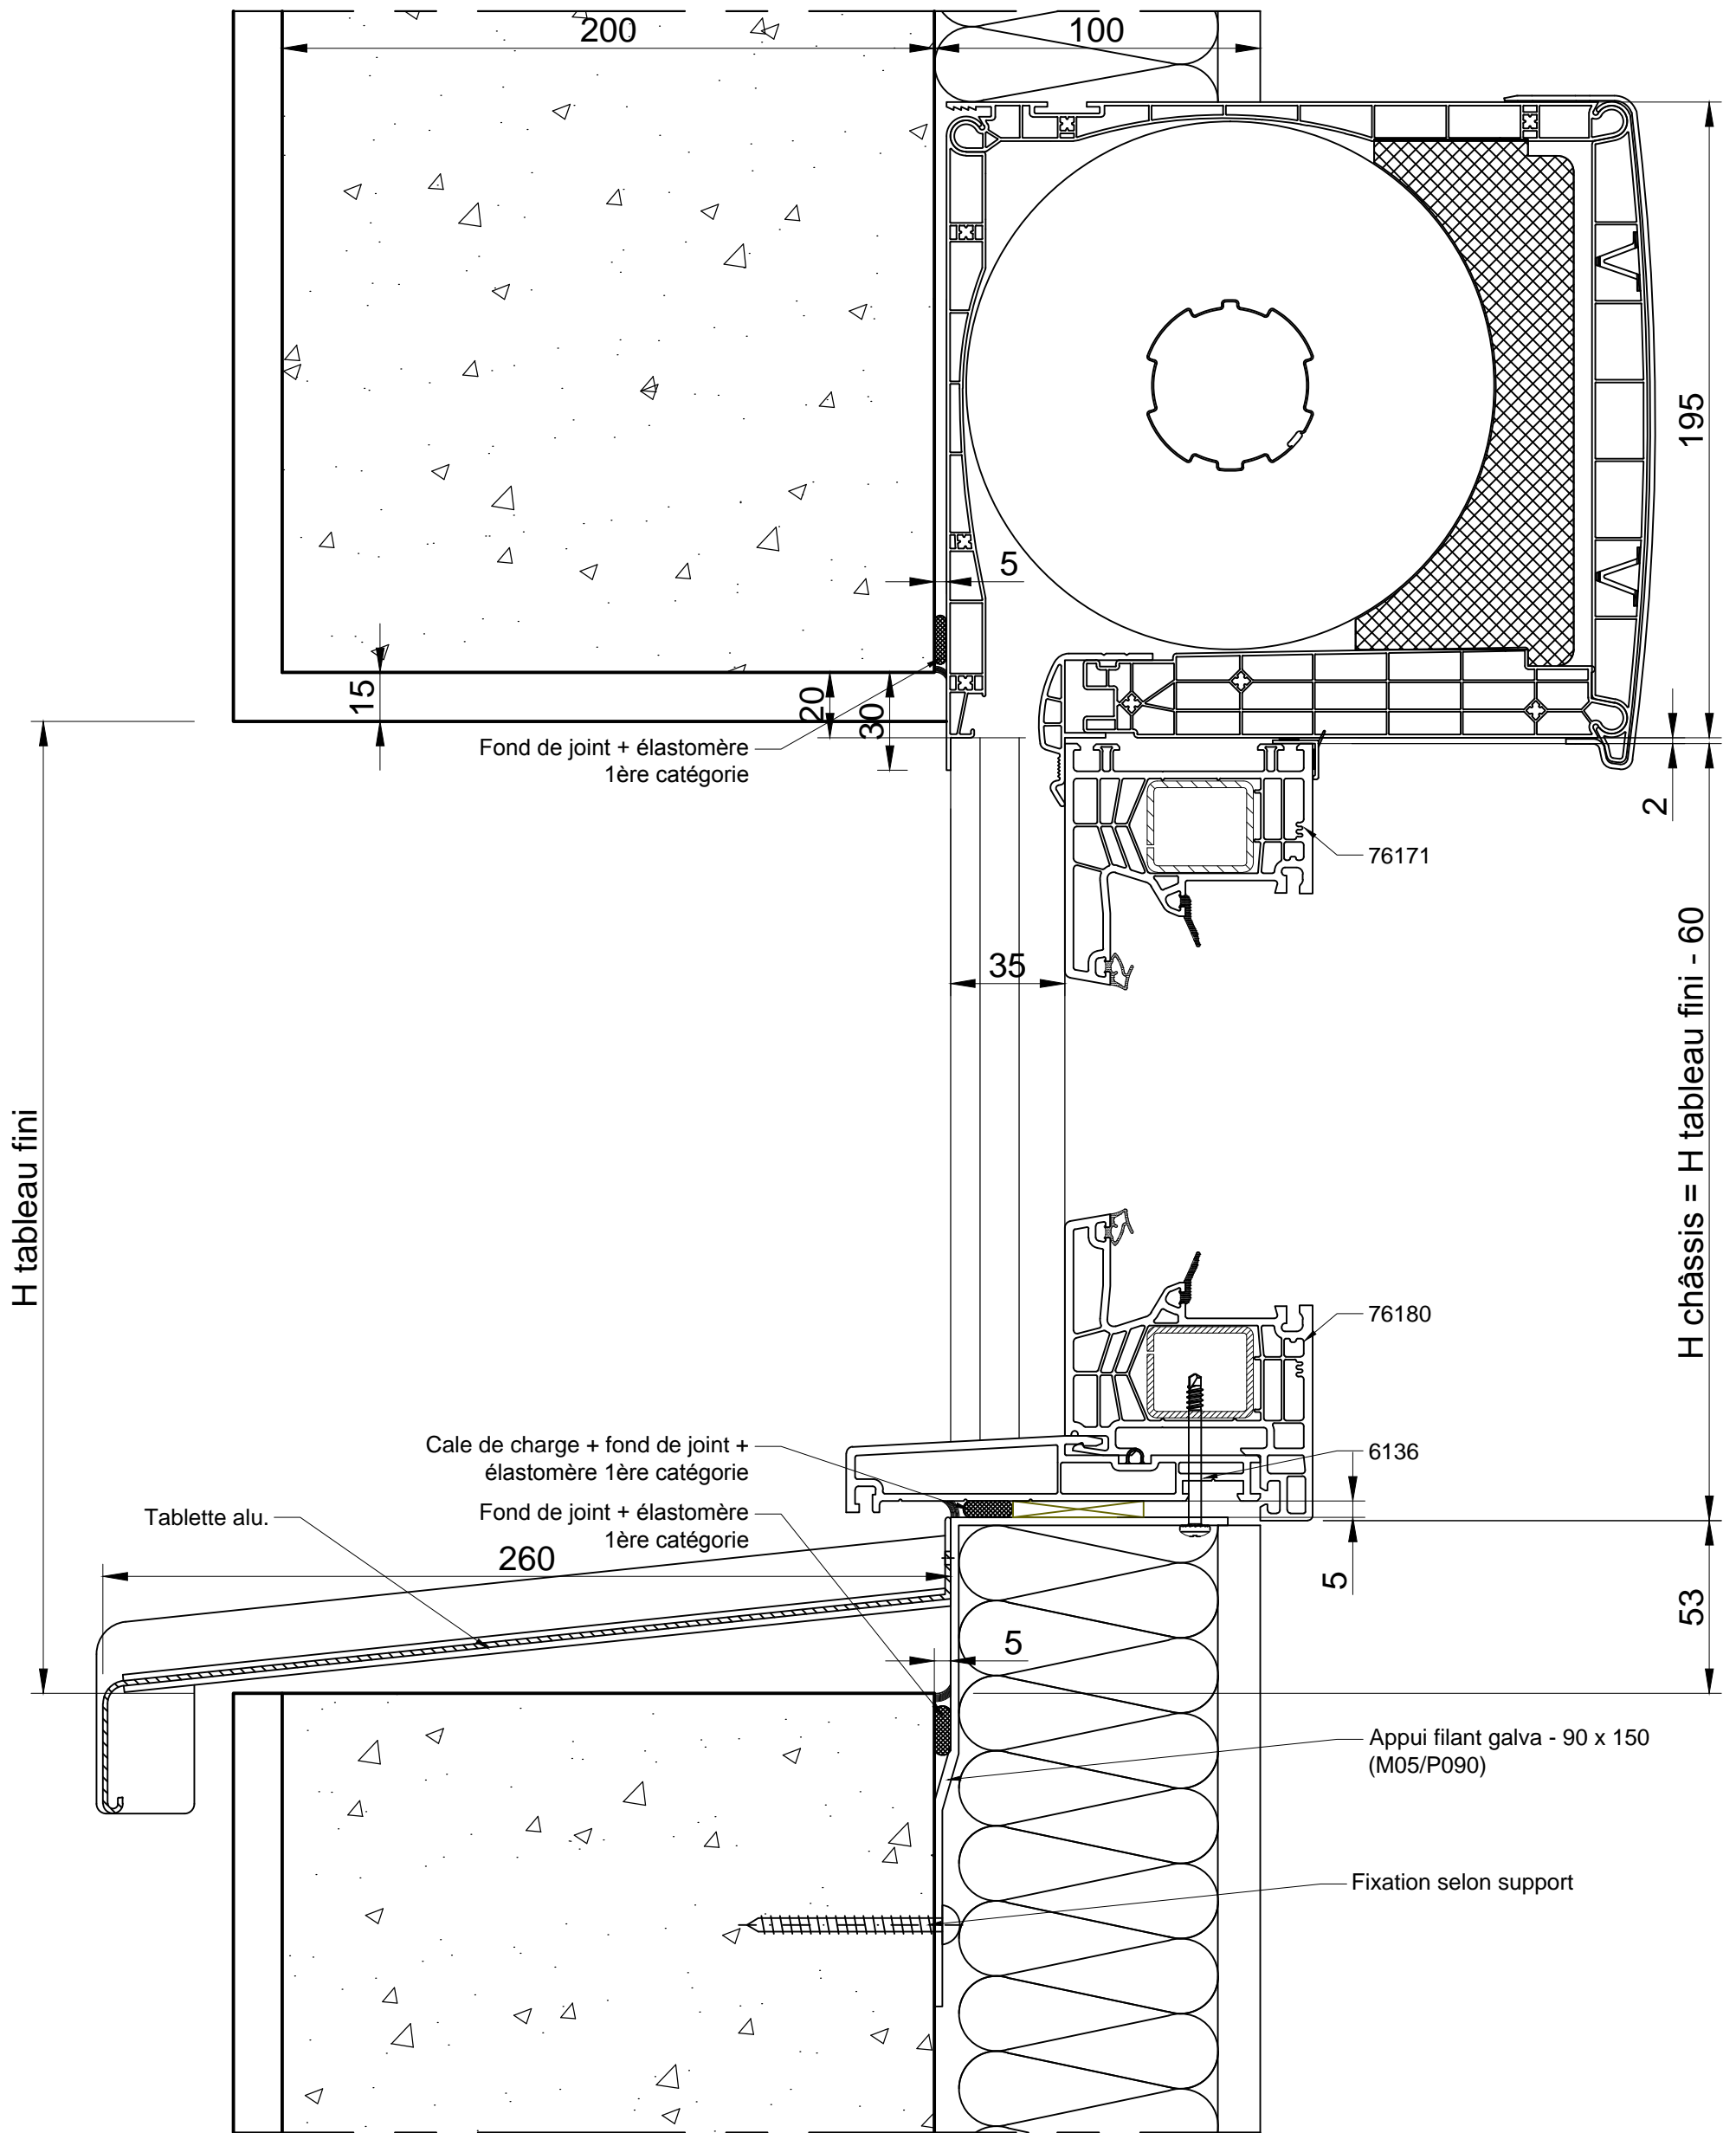 200
100
195
5
15
20
30
Fond de joint + élastomère
1ère catégorie
2
76171
35
H châssis = H tableau fini - 60
H tableau fini
76180
Cale de charge + fond de joint +
élastomère 1ère catégorie
6136
Tablette alu.
Fond de joint + élastomère
1ère catégorie
260
5
53
5
Appui filant galva - 90 x 150
(M05/P090)
Fixation selon support